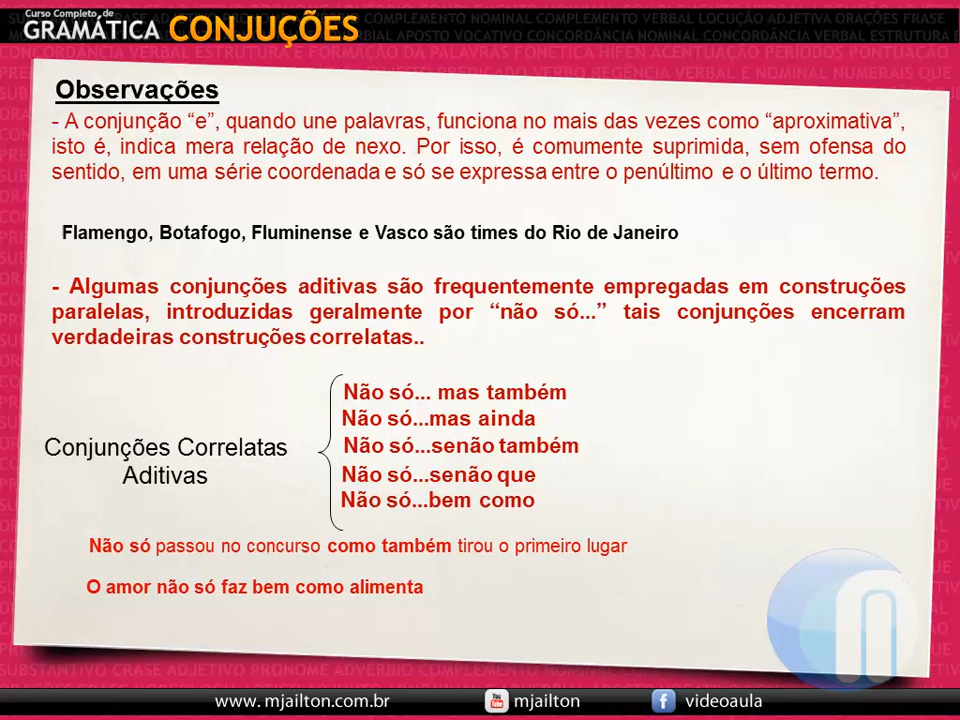 Curso Completo de
GRAMÁTICA CONJUÇÕES
Observações
- A conjunção “e”, quando une palavras, funciona no mais das vezes como “aproximativa”,
isto é, indica mera relação de nexo. Por isso, é comumente suprimida, sem ofensa do
sentido, em uma série coordenada e só se expressa entre o penúltimo e o último termo.
Flamengo, Botafogo, Fluminense e Vasco são times do Rio de Janeiro
- Algumas conjunções aditivas são frequentemente empregadas em construções
paralelas, introduzidas geralmente por “não só...” tais conjunções encerram
verdadeiras construções correlatas..
Conjunções Correlatas
Aditivas
Não só... mas também
Não só...mas ainda
Não só...senão também
Não só...senão que
Não só...bem como
Não só passou no concurso como também tirou o primeiro lugar
O amor não só faz bem como alimenta
www. mjailton.com.br
You Tube mjailton
f videoaula